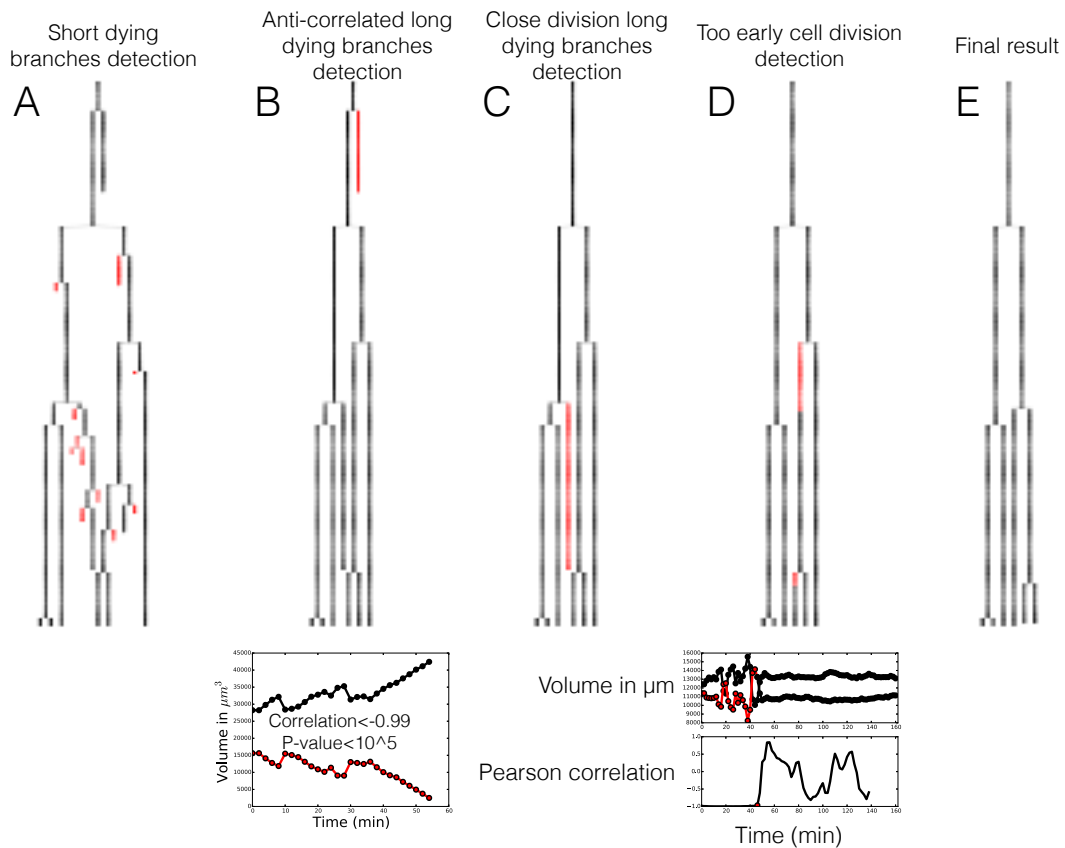 Short dying
branches detection
Anti-correlated long
dying branches
detection
Close division long
dying branches
detection
Too early cell division
detection
Final result
A
B
C
D
E
45000
40000
35000
30000
25000
20000
15000
10000
5000
0
Volume in μm³
Correlation<-0.99
P-value<10^5
0 10 20 30 40 50 60
Time (min)
Volume in µm
16000
15000
14000
13000
12000
11000
10000
9000
8000
0 20 40 60 80 100 120 140 160
Pearson correlation
1.0
0.5
0.0
−0.5
−1.0
0 20 40 60 80 100 120 140 160
Time (min)